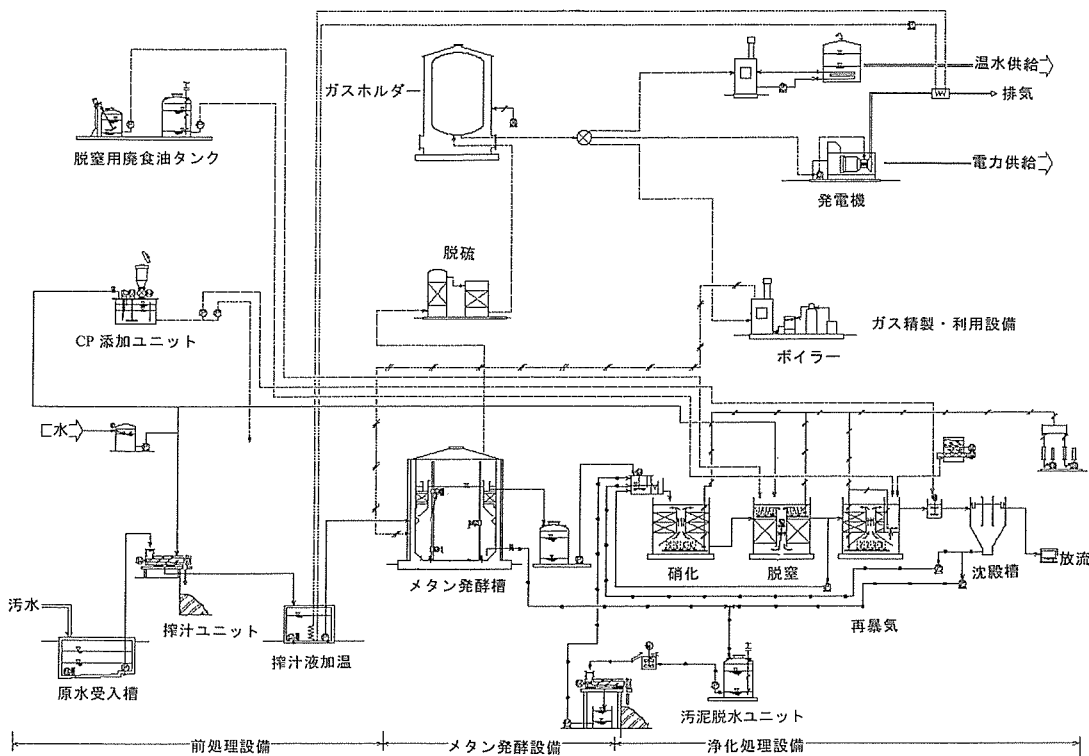 ガスホルダー
温水供給
排気
脱窒用廃食油タンク
電力供給
発電機
脱硫
CP 添加ユニット
ガス精製・利用設備
ボイラー
水
メタン発酵槽
硝化
脱窒
沈殿槽
放流
汚水
搾汁ユニット
再暴気
搾汁液加温
原水受入槽
汚泥脱水ユニット
前処理設備
メタン発酵設備
浄化処理設備